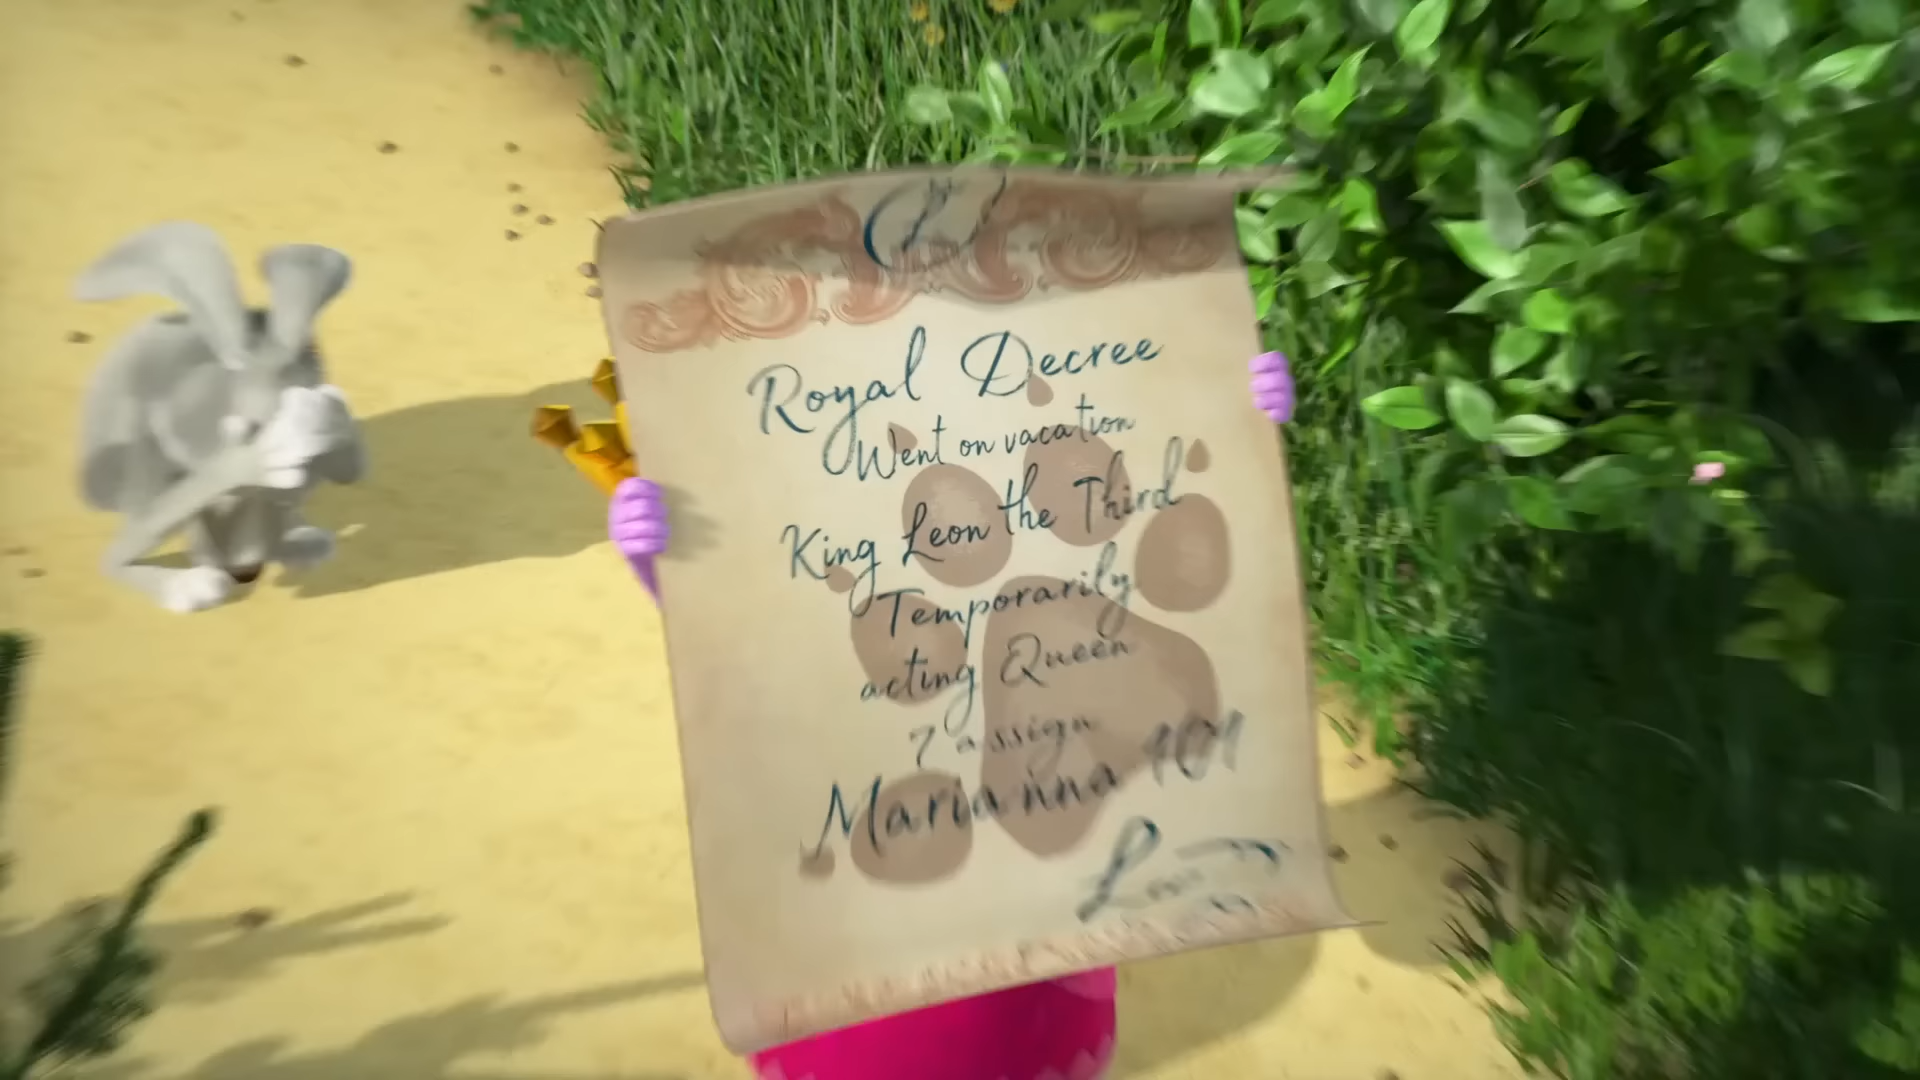 Royal Decree
Went on vacation
King Leon the Third
Temporarily
acting Queen
I assign
Marianna 101